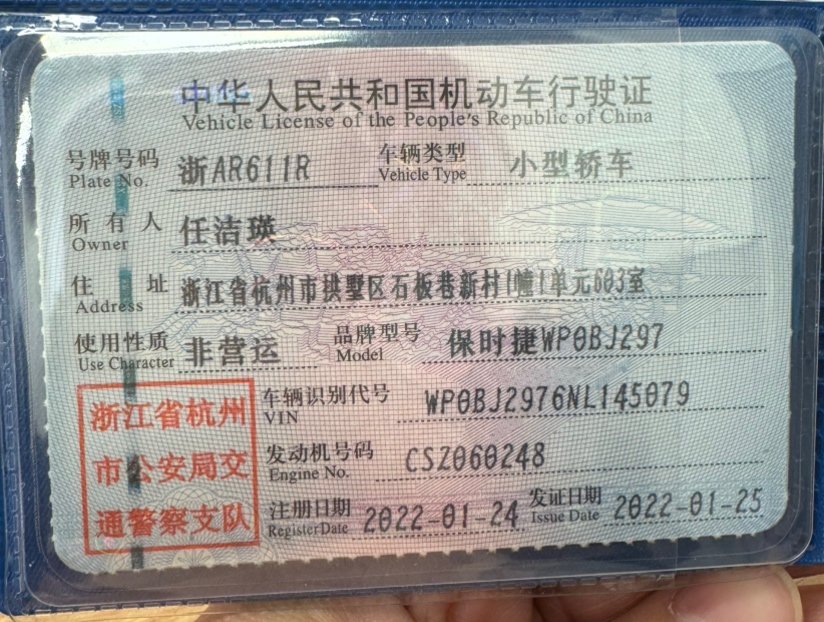 中华人民共和国机动车行驶证
Vehicle License of the People's Republic of China
号牌号码 浙AR611R 车辆类型 小型轿车
Plate No. Vehicle Type
所有人 任洁瑛
Owner
住址 浙江省杭州市拱墅区石板巷新村1幢1单元603室
Address
使用性质 非营运 品牌型号 保时捷WP0BJ297
Use Character Model
浙江省杭州
市公安局交
通警察支队
车辆识别代号 WP0BJ2976NL145079
VIN
发动机号码 CSZ060248
Engine No.
注册日期 2022-01-24 发证日期 2022-01-25
Register Date Issue Date